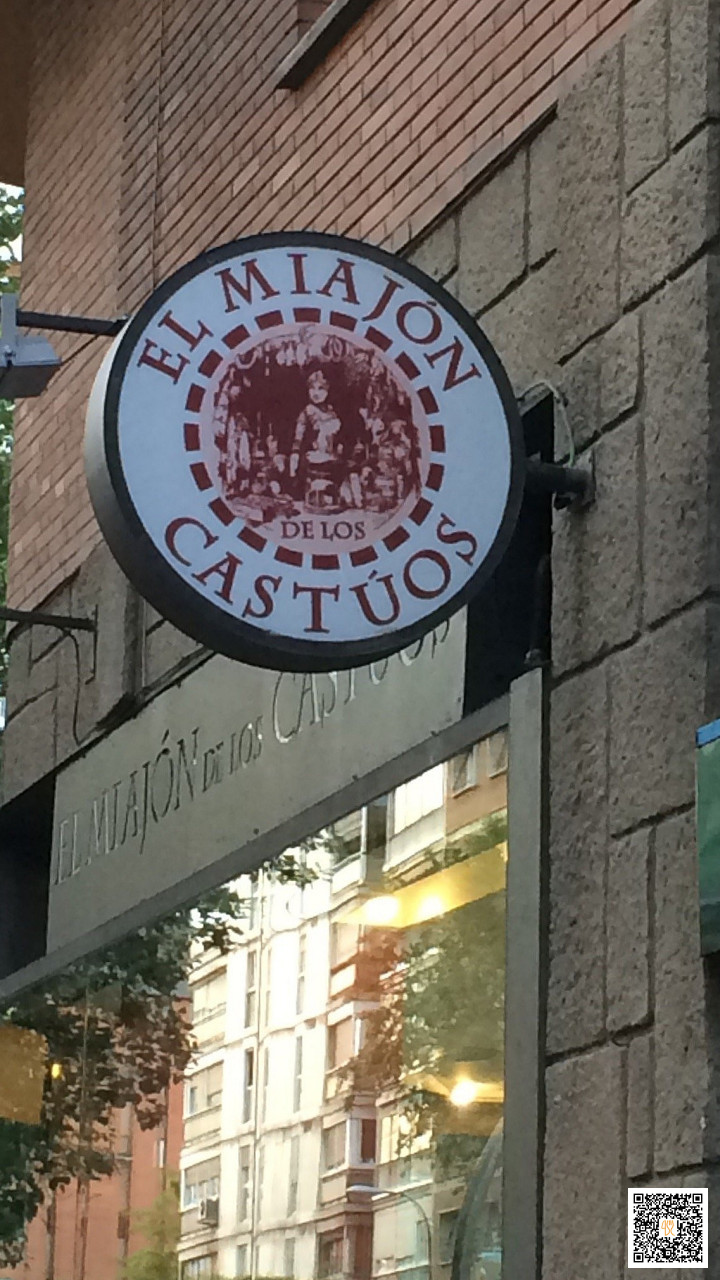 EL MIAJÓN
DE LOS
CASTÚOS
EL MIAJÓN DE LOS CASTÚOS